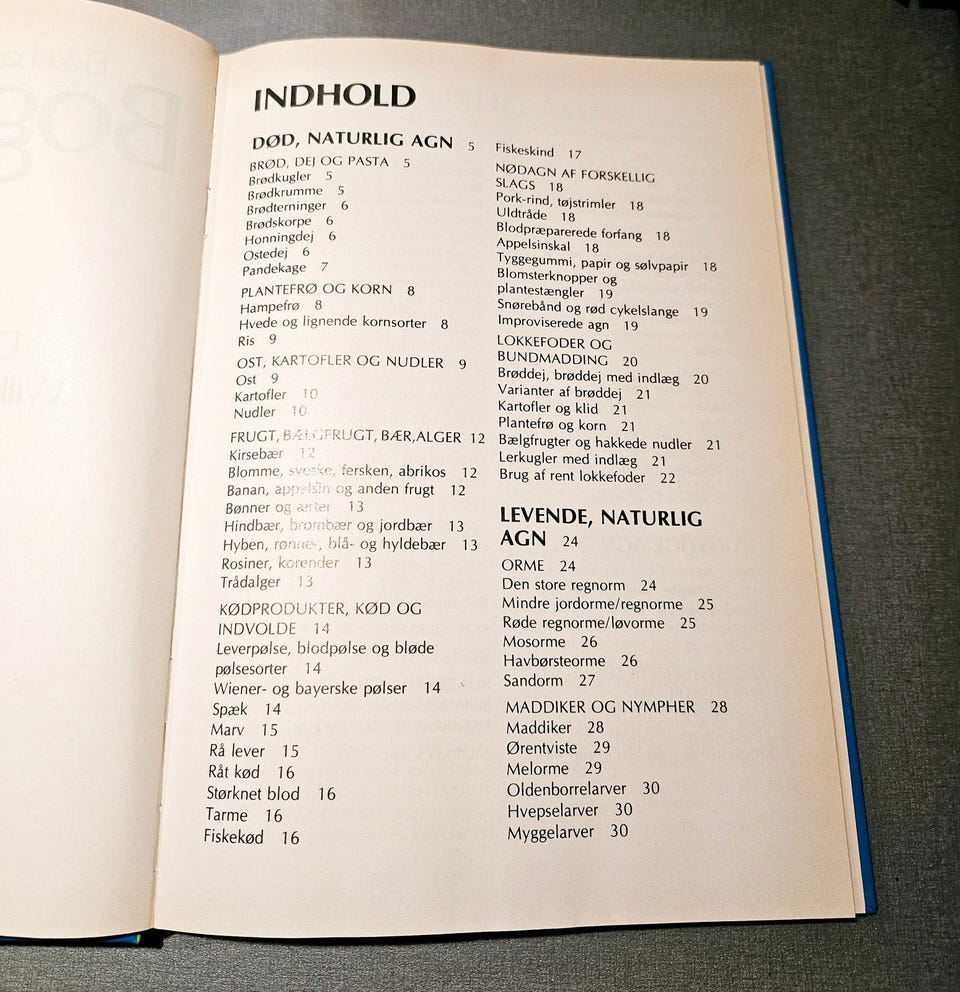 INDHOLD
DØD, NATURLIG AGN 5
BRØD, DEJ OG PASTA 5
Brødkugler 5
Brødkrumme 5
Brødterninger 6
Brødskorpe 6
Honningdej 6
Ostedej 6
Pandekage 7
PLANTEFRØ OG KORN 8
Hampefrø 8
Hvede og lignende kornsorter 8
Ris 9
OST, KARTOFLER OG NUDLER 9
Ost 9
Kartofler 10
Nudler 10
FRUGT, BÆLGFRUGT, BÆR,ALGER 12
Kirsebær 12
Blomme, sveske, fersken, abrikos 12
Banan, appelsin og anden frugt 12
Bønner og ærter 13
Hindbær, brombær og jordbær 13
Hyben, rønne-, blå- og hyldebær 13
Rosiner, korender 13
Trådalger 13
KØDPRODUKTER, KØD OG
INDVOLDE 14
Leverpølse, blodpølse og bløde
pølsesorter 14
Wiener- og bayerske pølser 14
Spæk 14
Marv 15
Rå lever 15
Råt kød 16
Størknet blod 16
Tarme 16
Fiskekød 16
Fiskeskind 17
NØDAGN AF FORSKELLIG
SLAGS 18
Pork-rind, tøjstrimler 18
Uldtråde 18
Blodpræparerede forfang 18
Appelsinskal 18
Tyggegummi, papir og sølvpapir 18
Blomsterknopper og
plantestængler 19
Snørebånd og rød cykelslange 19
Improviserede agn 19
LOKKEFODER OG
BUNDMADDING 20
Brøddej, brøddej med indlæg 20
Varianter af brøddej 21
Kartofler og klid 21
Plantefrø og korn 21
Bælgfrugter og hakkede nudler 21
Lerkugler med indlæg 21
Brug af rent lokkefoder 22
LEVENDE, NATURLIG
AGN 24
ORME 24
Den store regnorm 24
Mindre jordorme/regnorme 25
Røde regnorme/løvorme 25
Mosorme 26
Havbørsteorme 26
Sandorm 27
MADDIKER OG NYMPHER 28
Maddiker 28
Ørentviste 29
Melorme 29
Oldenborrelarver 30
Hvepselarver 30
Myggelarver 30